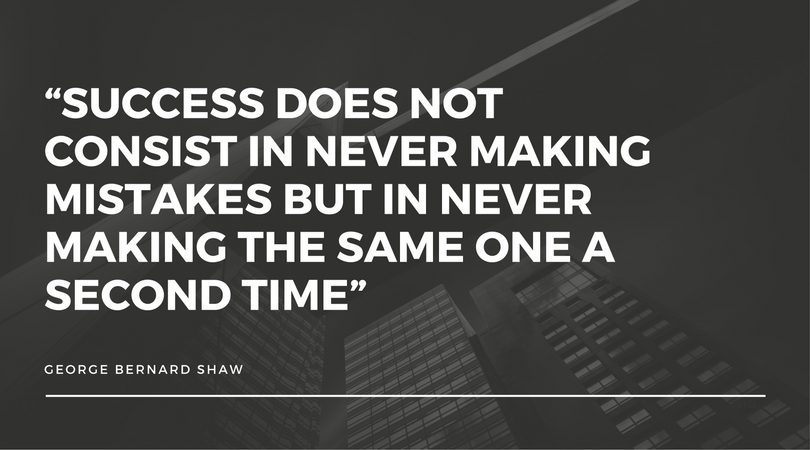 “SUCCESS DOES NOT
CONSIST IN NEVER MAKING
MISTAKES BUT IN NEVER
MAKING THE SAME ONE A
SECOND TIME”
GEORGE BERNARD SHAW